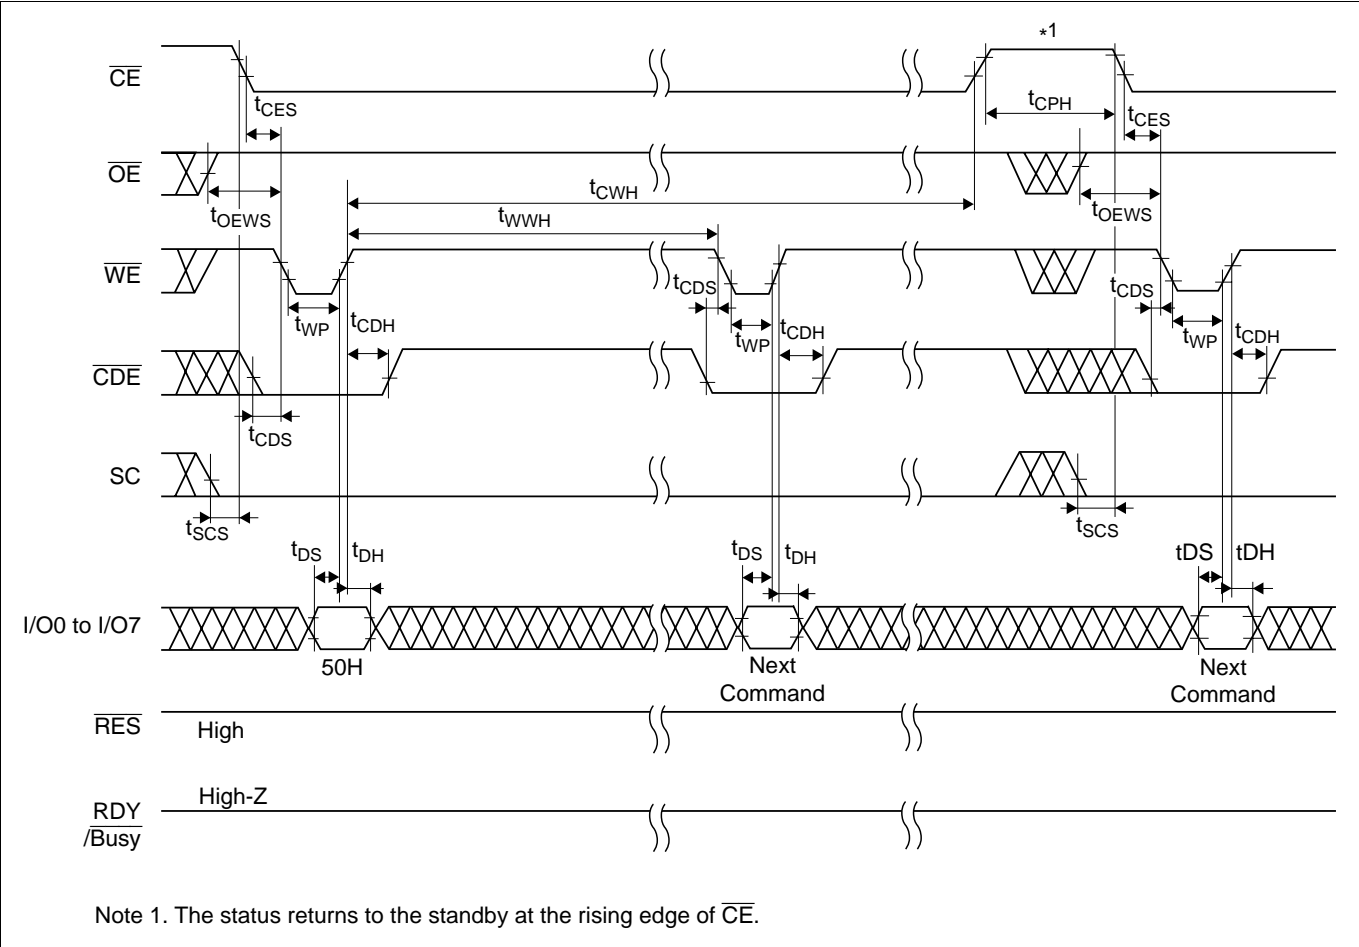 *1
CE
tCES
tCPH
tCES
OE
tOEWS
tCWH
tOEWS
tWWH
WE
tCDS
tCDS
tWP
tCDH
tWP
tCDH
tWP
tCDH
CDE
tCDS
SC
tSCS
tSCS
tDS
tDH
tDS
tDH
tDS
tDH
I/O0 to I/O7
50H
Next
Command
Next
Command
RES
High
High-Z
RDY
/Busy
Note 1. The status returns to the standby at the rising edge of CE.